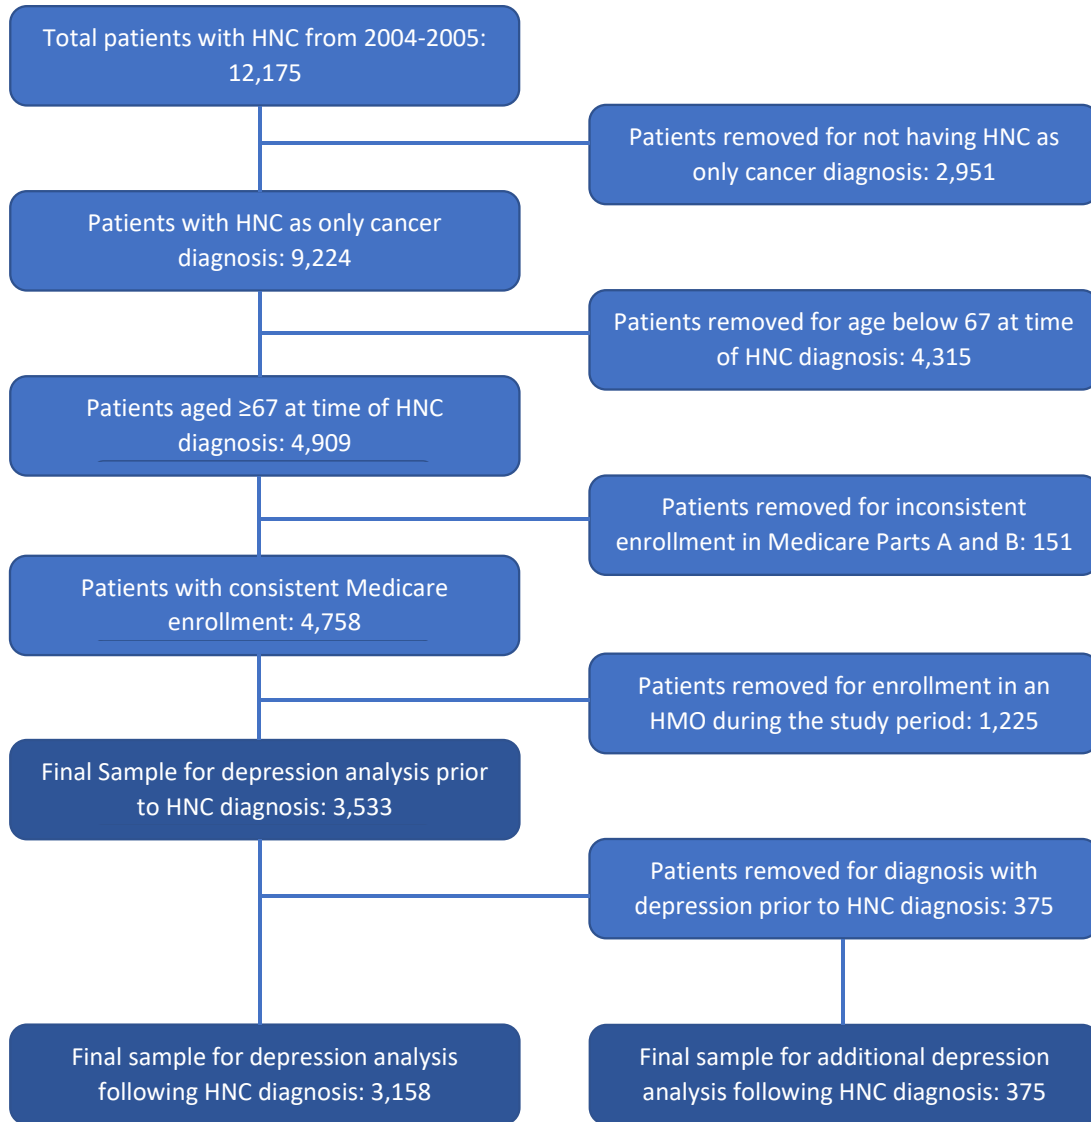 Total patients with HNC from 2004-2005:
12,175
Patients removed for not having HNC as
only cancer diagnosis: 2,951
Patients with HNC as only cancer
diagnosis: 9,224
Patients removed for age below 67 at time
of HNC diagnosis: 4,315
Patients aged ≥67 at time of HNC
diagnosis: 4,909
Patients removed for inconsistent
enrollment in Medicare Parts A and B: 151
Patients with consistent Medicare
enrollment: 4,758
Patients removed for enrollment in an
HMO during the study period: 1,225
Final Sample for depression analysis prior
to HNC diagnosis: 3,533
Patients removed for diagnosis with
depression prior to HNC diagnosis: 375
Final sample for depression analysis
following HNC diagnosis: 3,158
Final sample for additional depression
analysis following HNC diagnosis: 375